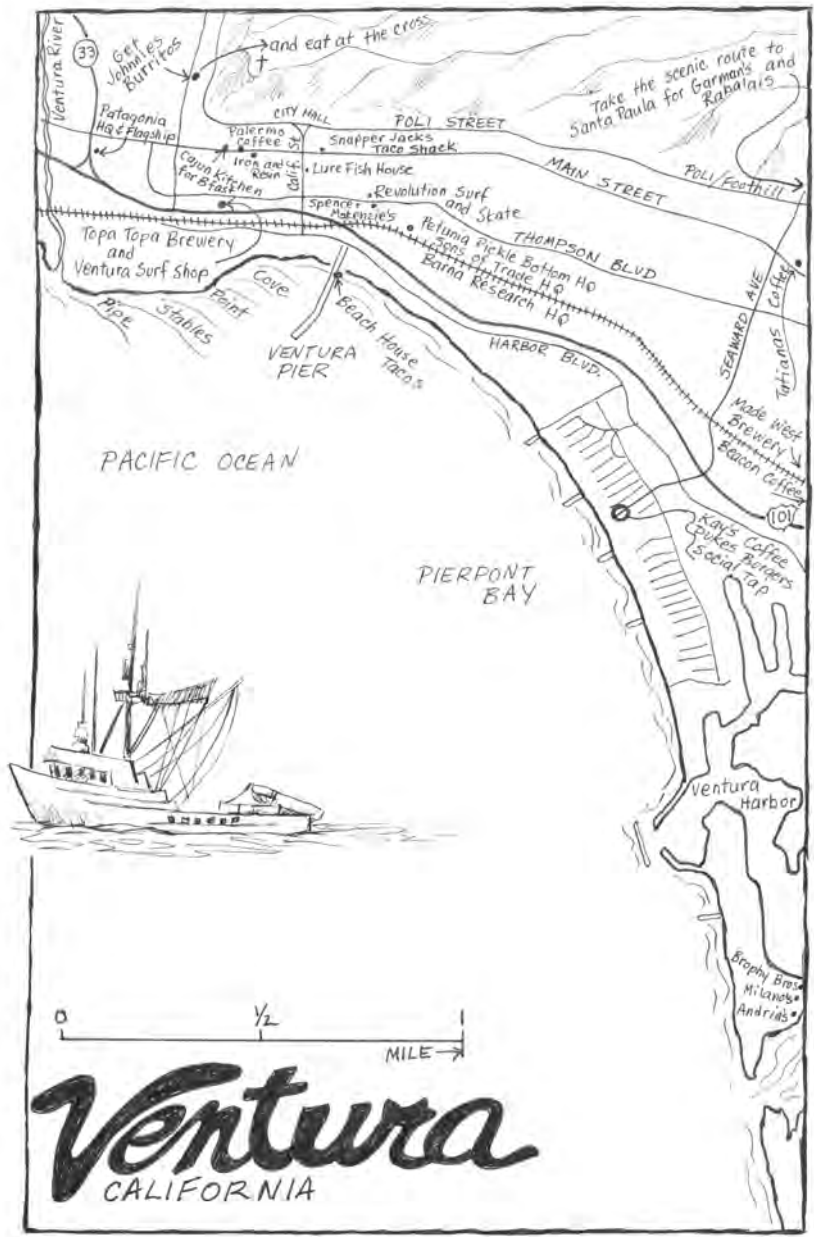 Ventura River
33
Get
Johnnies
Burritos
and eat at the cross
Take the scenic route to
Santa Paula for Garman's and
Rabalais
CITY HALL
POLI STREET
Patagonia
HQ & Flagship
Palermo
Coffee
Iron and
Resin
Calif. St
Snapper Jacks
Taco Shack
MAIN STREET
POLI/Foothill
Cajun Kitchen
for B'fast
Lure Fish House
Revolution Surf
and Skate
Spencer
Makenzie's
THOMPSON BLVD
Topa Topa Brewery
and
Ventura Surf Shop
Petunia Pickle Bottom HQ
Sons of Trade HQ
Barna Research HQ
SEAWARD AVE
Tatianas Coffee
Pipe
Stables
Point
Cove
VENTURA
PIER
Beach House
Tacos
HARBOR BLVD.
Made West
Brewery
Beacon Coffee
101
PACIFIC OCEAN
Kay's Coffee
Dukes Burgers
Social Tap
PIERPONT
BAY
Ventura
Harbor
Brophy Bros
Milano's
Andria's
0 1/2 1
MILE
Ventura
CALIFORNIA